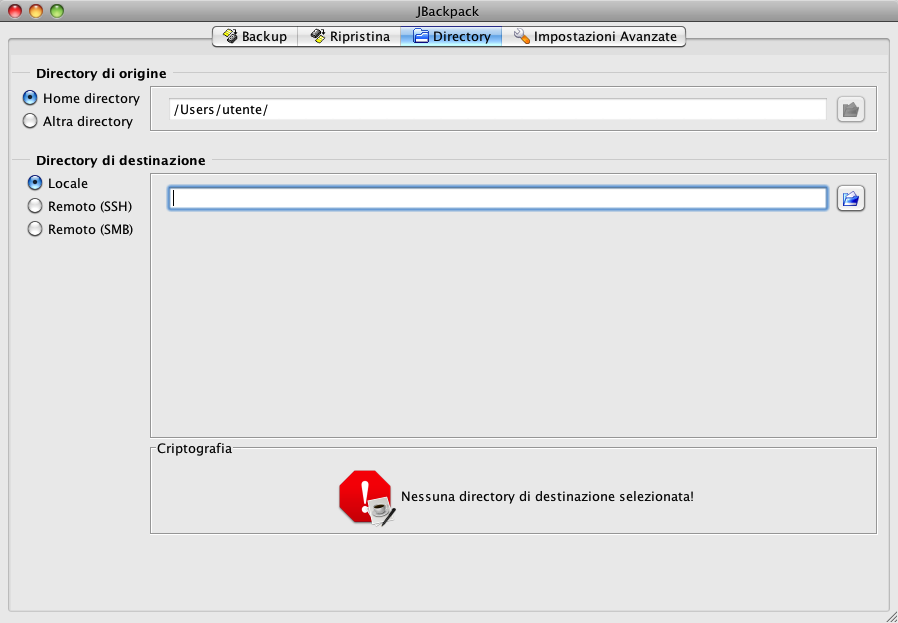 JBackpack
Backup Ripristina Directory Impostazioni Avanzate
Directory di origine
Home directory
/Users/utente/
Altra directory
Directory di destinazione
Locale
Remoto (SSH)
Remoto (SMB)
Criptografia
Nessuna directory di destinazione selezionata!